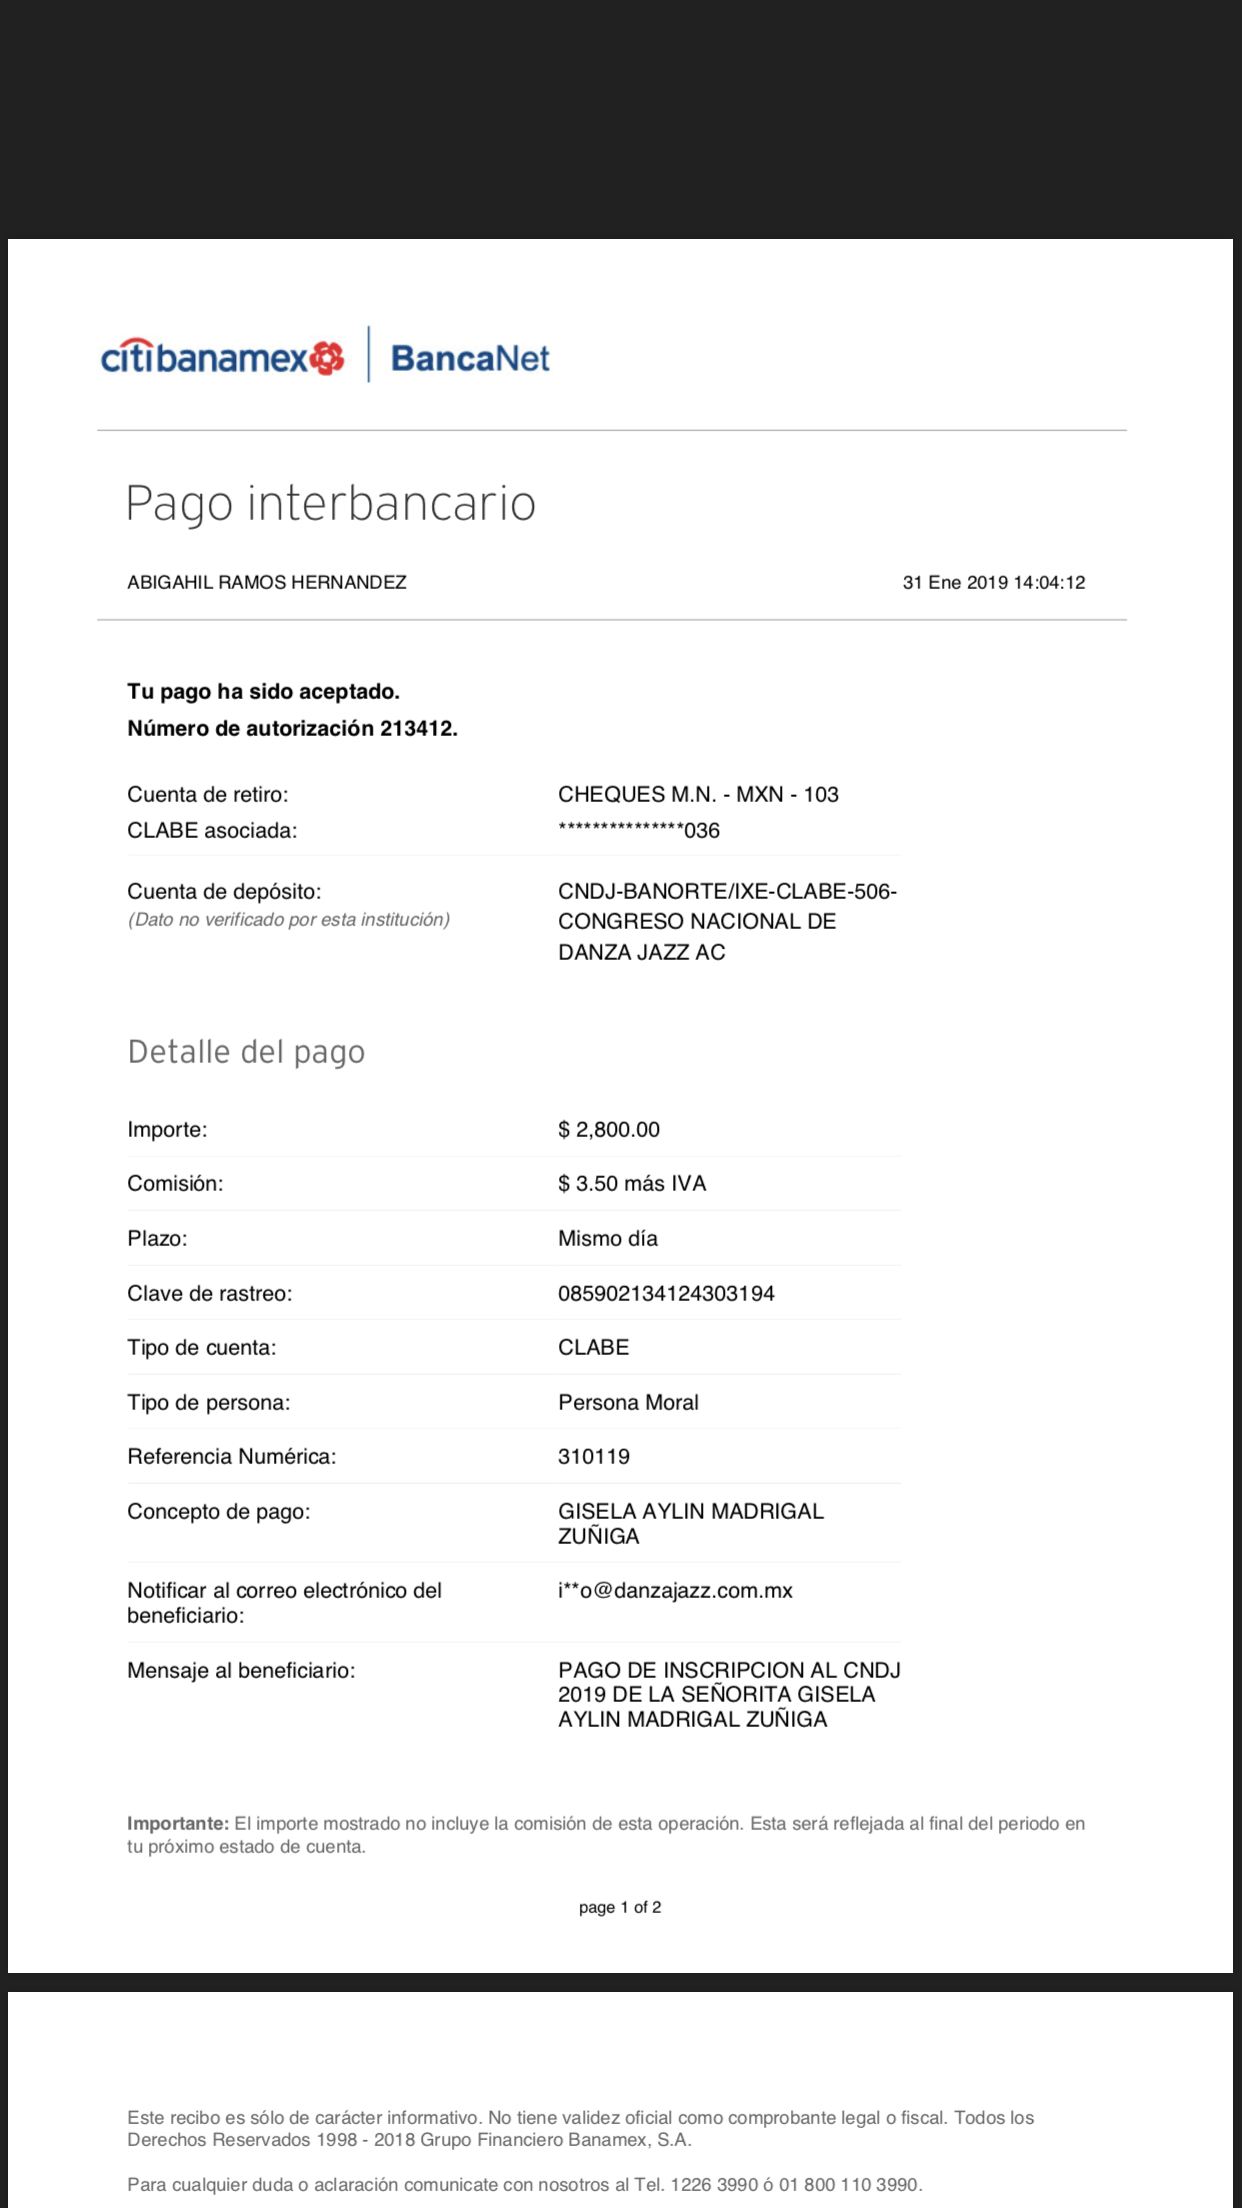 citibanamex BancaNet
Pago interbancario
ABIGAHIL RAMOS HERNANDEZ 31 Ene 2019 14:04:12
Tu pago ha sido aceptado.
Número de autorización 213412.
Cuenta de retiro: CHEQUES M.N. - MXN - 103
CLABE asociada: ***************036
Cuenta de depósito: CNDJ-BANORTE/IXE-CLABE-506-
(Dato no verificado por esta institución) CONGRESO NACIONAL DE
DANZA JAZZ AC
Detalle del pago
Importe: $ 2,800.00
Comisión: $ 3.50 más IVA
Plazo: Mismo día
Clave de rastreo: 085902134124303194
Tipo de cuenta: CLABE
Tipo de persona: Persona Moral
Referencia Numérica: 310119
Concepto de pago: GISELA AYLIN MADRIGAL
ZUÑIGA
Notificar al correo electrónico del i**o@danzajazz.com.mx
beneficiario:
Mensaje al beneficiario: PAGO DE INSCRIPCION AL CNDJ
2019 DE LA SEÑORITA GISELA
AYLIN MADRIGAL ZUÑIGA
Importante: El importe mostrado no incluye la comisión de esta operación. Esta será reflejada al final del periodo en
tu próximo estado de cuenta.
page 1 of 2
Este recibo es sólo de carácter informativo. No tiene validez oficial como comprobante legal o fiscal. Todos los
Derechos Reservados 1998 - 2018 Grupo Financiero Banamex, S.A.
Para cualquier duda o aclaración comunicate con nosotros al Tel. 1226 3990 ó 01 800 110 3990.